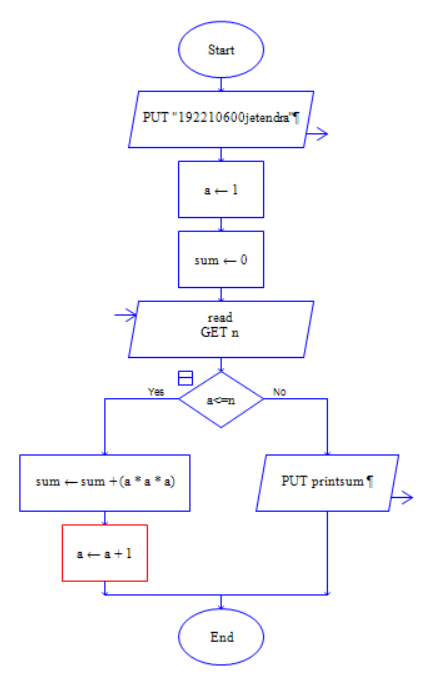 Start
PUT "192210600jetendra"¶
a ← 1
sum ← 0
read
GET n
Yes
a<=n
No
sum ← sum +(a * a * a)
PUT printsum ¶
a ← a + 1
End